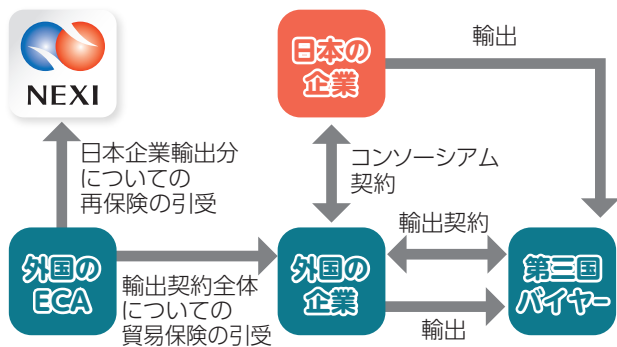 NEXI
日本の
企業
輸出
日本企業輸出分
についての
再保険の引受
コンソーシアム
契約
外国の
ECA
輸出契約全体
についての
貿易保険の引受
外国の
企業
輸出契約
輸出
第三国
バイヤー